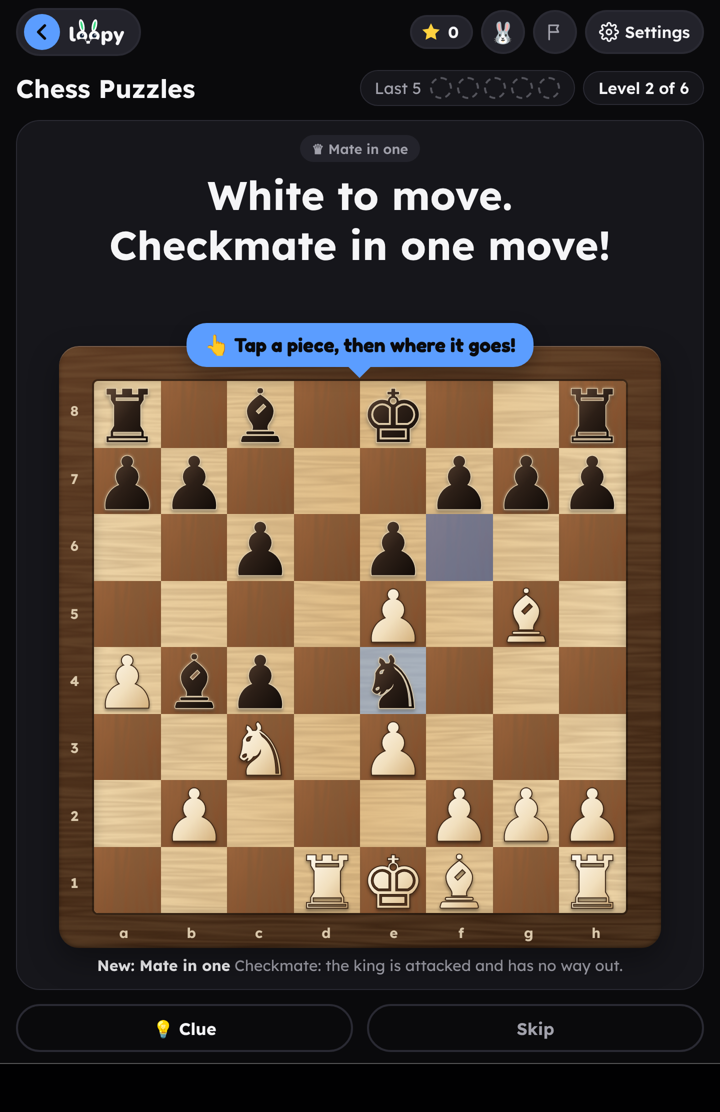 loopy
⭐ 0
Settings
Chess Puzzles
Last 5
Level 2 of 6
♛ Mate in one
White to move.
Checkmate in one move!
👆 Tap a piece, then where it goes!
8
7
6
5
4
3
2
1
a b c d e f g h
New: Mate in one Checkmate: the king is attacked and has no way out.
💡 Clue
Skip